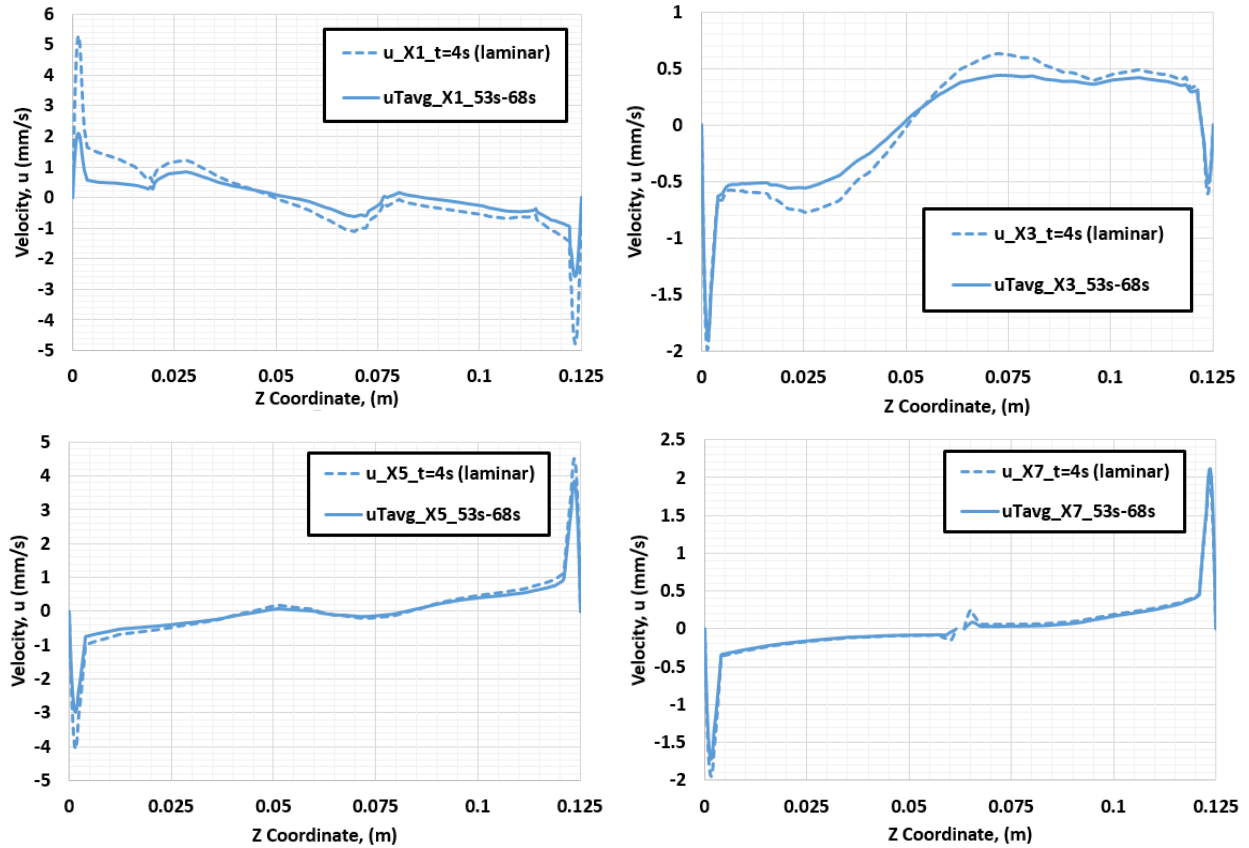 6
5
4
3
2
1
0
-1
-2
-3
-4
-5
Velocity, u (mm/s)
u_X1_t=4s (laminar)
uTavg_X1_53s-68s
0 0.025 0.05 0.075 0.1 0.125
Z Coordinate, (m)
1
0.5
0
-0.5
-1
-1.5
-2
Velocity, u (mm/s)
u_X3_t=4s (laminar)
uTavg_X3_53s-68s
0 0.025 0.05 0.075 0.1 0.125
Z Coordinate, (m)
5
4
3
2
1
0
-1
-2
-3
-4
-5
Velocity, u (mm/s)
u_X5_t=4s (laminar)
uTavg_X5_53s-68s
0 0.025 0.05 0.075 0.1 0.125
Z Coordinate, (m)
2.5
2
1.5
1
0.5
0
-0.5
-1
-1.5
-2
Velocity, u (mm/s)
u_X7_t=4s (laminar)
uTavg_X7_53s-68s
0 0.025 0.05 0.075 0.1 0.125
Z Coordinate, (m)